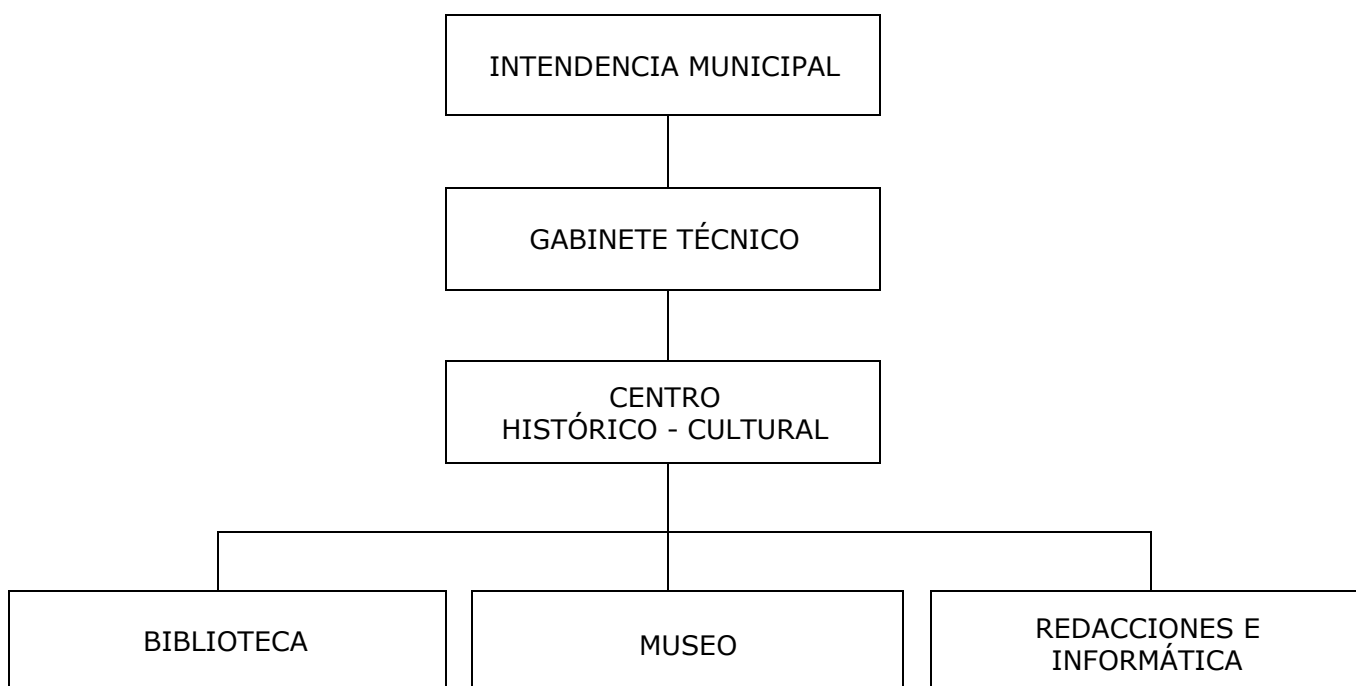 INTENDENCIA MUNICIPAL
GABINETE TÉCNICO
CENTRO
HISTÓRICO - CULTURAL
BIBLIOTECA
MUSEO
REDACCIONES E
INFORMÁTICA